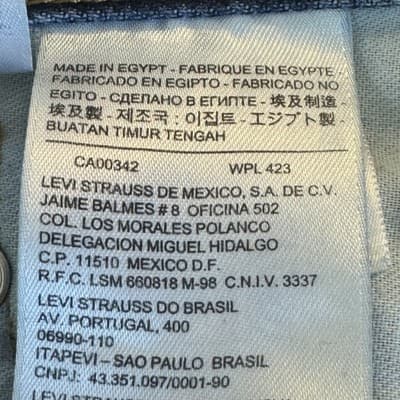 MADE IN EGYPT - FABRIQUE EN EGYPTE -
FABRICADO EN EGIPTO - FABRICADO NO
EGITO - СДЕЛАНО В ЕГИПТЕ - 埃及制造 -
埃及製 - 제조국 : 이집트 - エジプト製 -
BUATAN TIMUR TENGAH
CA00342 WPL 423
LEVI STRAUSS DE MEXICO, S.A. DE C.V.
JAIME BALMES # 8 OFICINA 502
COL. LOS MORALES POLANCO
DELEGACION MIGUEL HIDALGO
C.P. 11510 MEXICO D.F.
R.F.C. LSM 660818 M-98 C.N.I.V. 3337
LEVI STRAUSS DO BRASIL
AV. PORTUGAL, 400
06990-110
ITAPEVI – SAO PAULO BRASIL
CNPJ: 43.351.097/0001-90